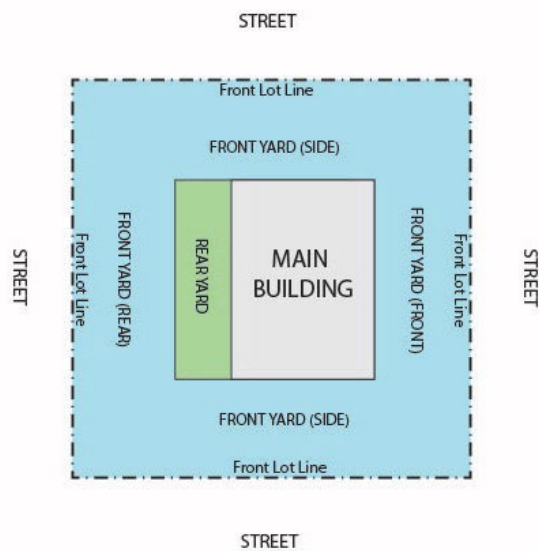 STREET
Front Lot Line
FRONT YARD (SIDE)
STREET
Front Lot Line
FRONT YARD (REAR)
REAR YARD
MAIN
BUILDING
FRONT YARD (FRONT)
Front Lot Line
STREET
FRONT YARD (SIDE)
Front Lot Line
STREET